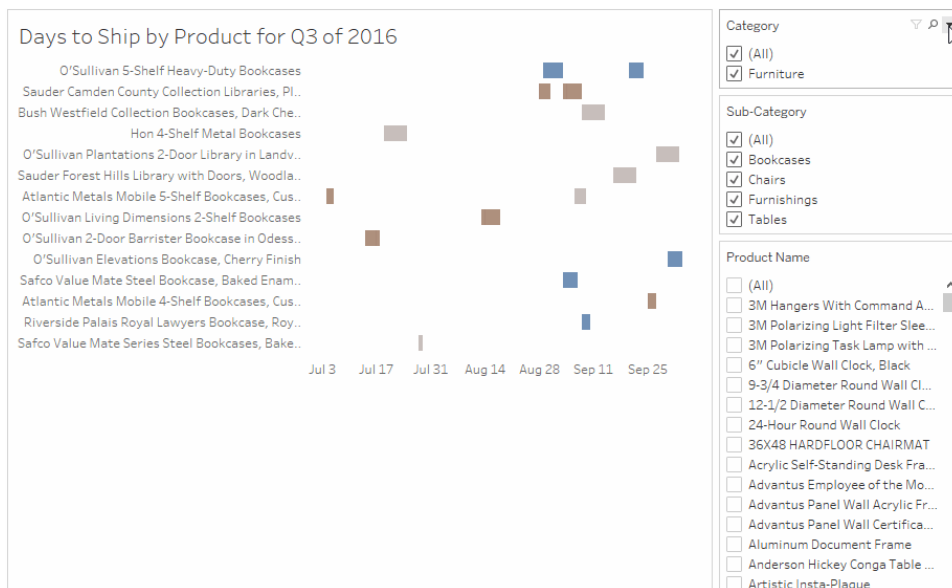 Days to Ship by Product for Q3 of 2016
O'Sullivan 5-Shelf Heavy-Duty Bookcases
Sauder Camden County Collection Libraries, Pl..
Bush Westfield Collection Bookcases, Dark Che..
Hon 4-Shelf Metal Bookcases
O'Sullivan Plantations 2-Door Library in Landv..
Sauder Forest Hills Library with Doors, Woodla..
Atlantic Metals Mobile 5-Shelf Bookcases, Cus..
O'Sullivan Living Dimensions 2-Shelf Bookcases
O'Sullivan 2-Door Barrister Bookcase in Odess..
O'Sullivan Elevations Bookcase, Cherry Finish
Safco Value Mate Steel Bookcase, Baked Enam..
Atlantic Metals Mobile 4-Shelf Bookcases, Cus..
Riverside Palais Royal Lawyers Bookcase, Roy..
Safco Value Mate Series Steel Bookcases, Bake..
Jul 3 Jul 17 Jul 31 Aug 14 Aug 28 Sep 11 Sep 25
Category
(All)
Furniture
Sub-Category
(All)
Bookcases
Chairs
Furnishings
Tables
Product Name
(All)
3M Hangers With Command A...
3M Polarizing Light Filter Slee...
3M Polarizing Task Lamp with ...
6" Cubicle Wall Clock, Black
9-3/4 Diameter Round Wall Cl...
12-1/2 Diameter Round Wall C...
24-Hour Round Wall Clock
36X48 HARDFLOOR CHAIRMAT
Acrylic Self-Standing Desk Fra...
Advantus Employee of the Mo...
Advantus Panel Wall Acrylic Fr...
Advantus Panel Wall Certifica...
Aluminum Document Frame
Anderson Hickey Conga Table ...
Artistic Insta-Plaque